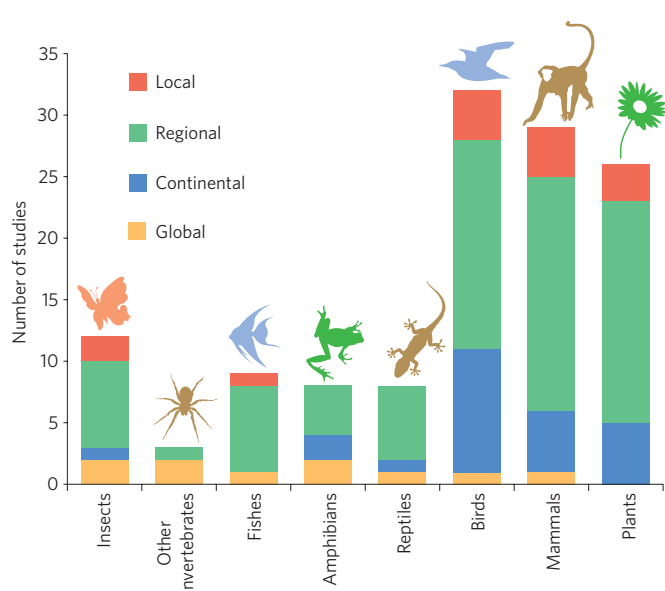 35
30
25
20
15
10
5
0
Number of studies
Local
Regional
Continental
Global
Insects
Other
nvertebrates
Fishes
Amphibians
Reptiles
Birds
Mammals
Plants